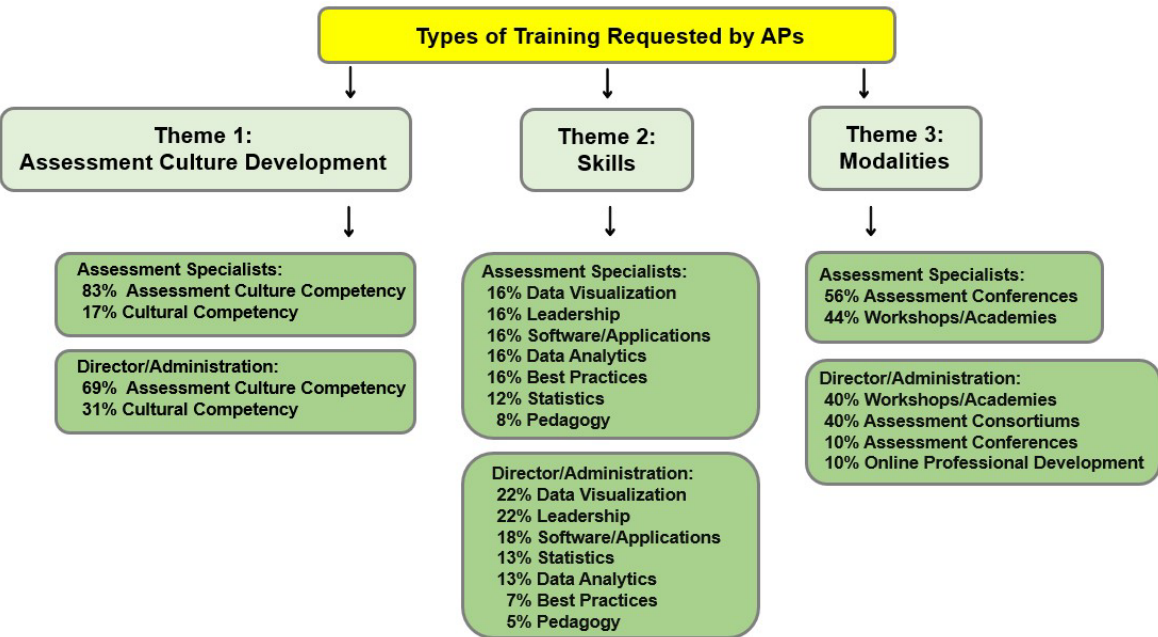 Types of Training Requested by APs
Theme 1:
Assessment Culture Development
Theme 2:
Skills
Theme 3:
Modalities
Assessment Specialists:
83% Assessment Culture Competency
17% Cultural Competency
Director/Administration:
69% Assessment Culture Competency
31% Cultural Competency
Assessment Specialists:
16% Data Visualization
16% Leadership
16% Software/Applications
16% Data Analytics
16% Best Practices
12% Statistics
8% Pedagogy
Director/Administration:
22% Data Visualization
22% Leadership
18% Software/Applications
13% Statistics
13% Data Analytics
7% Best Practices
5% Pedagogy
Assessment Specialists:
56% Assessment Conferences
44% Workshops/Academies
Director/Administration:
40% Workshops/Academies
40% Assessment Consortiums
10% Assessment Conferences
10% Online Professional Development